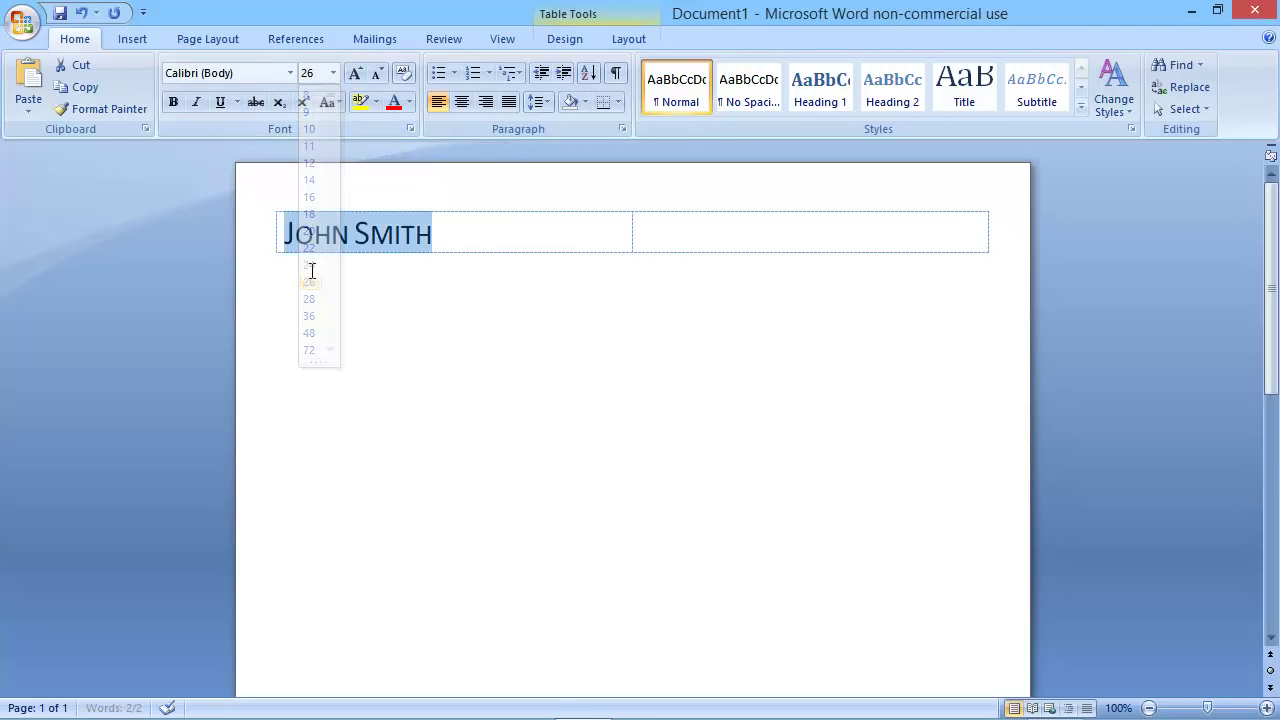 Table Tools
Document1 - Microsoft Word non-commercial use
Home Insert Page Layout References Mailings Review View Design Layout
Paste
Cut
Copy
Format Painter
Clipboard
Calibri (Body) 26
B I U abc Aa A
Font
Paragraph
AaBbCcDc
¶ Normal
AaBbCcDc
¶ No Spaci...
AaBbCc
Heading 1
AaBbCc
Heading 2
AaB
Title
AaBbCc.
Subtitle
Change Styles
Styles
Find
Replace
Select
Editing
8
9
10
11
12
14
16
18
20
22
26
28
36
48
72
JOHN SMITH
Page: 1 of 1 Words: 2/2 100%